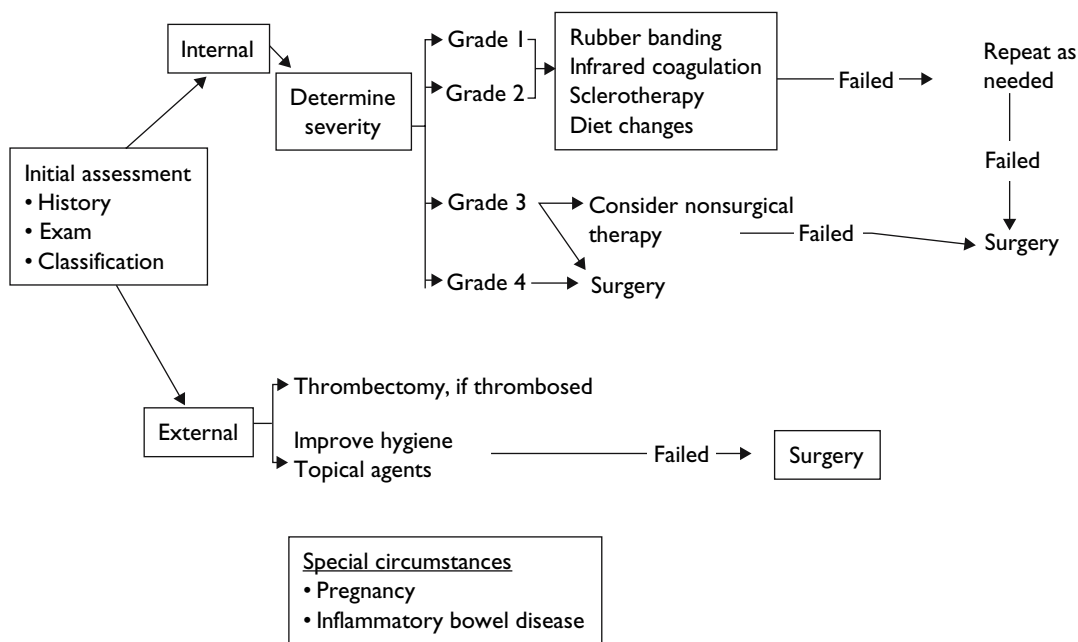 Internal
Determine
severity
Initial assessment
• History
• Exam
• Classification
Grade 1
Grade 2
Rubber banding
Infrared coagulation
Sclerotherapy
Diet changes
Failed
Repeat as
needed
Failed
Grade 3
Consider nonsurgical
therapy
Failed
Surgery
Grade 4
Surgery
External
Thrombectomy, if thrombosed
Improve hygiene
Topical agents
Failed
Surgery
Special circumstances
• Pregnancy
• Inflammatory bowel disease